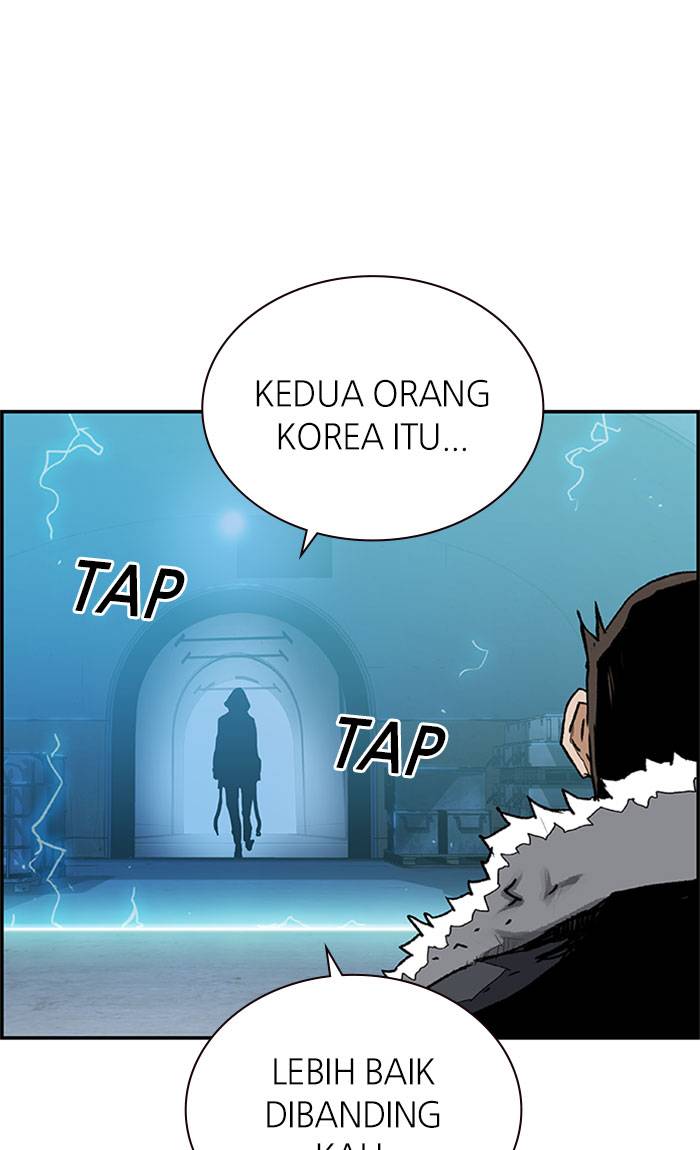 KEDUA ORANG
KOREA ITU...
TAP
TAP
LEBIH BAIK
DIBANDING